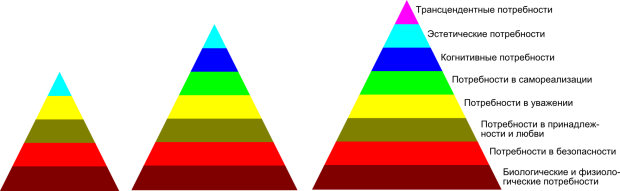 Трансцендентные потребности
Эстетические потребности
Когнитивные потребности
Потребности в самореализации
Потребности в уважении
Потребности в принадлеж-
ности и любви
Потребности в безопасности
Биологические и физиоло-
гические потребности